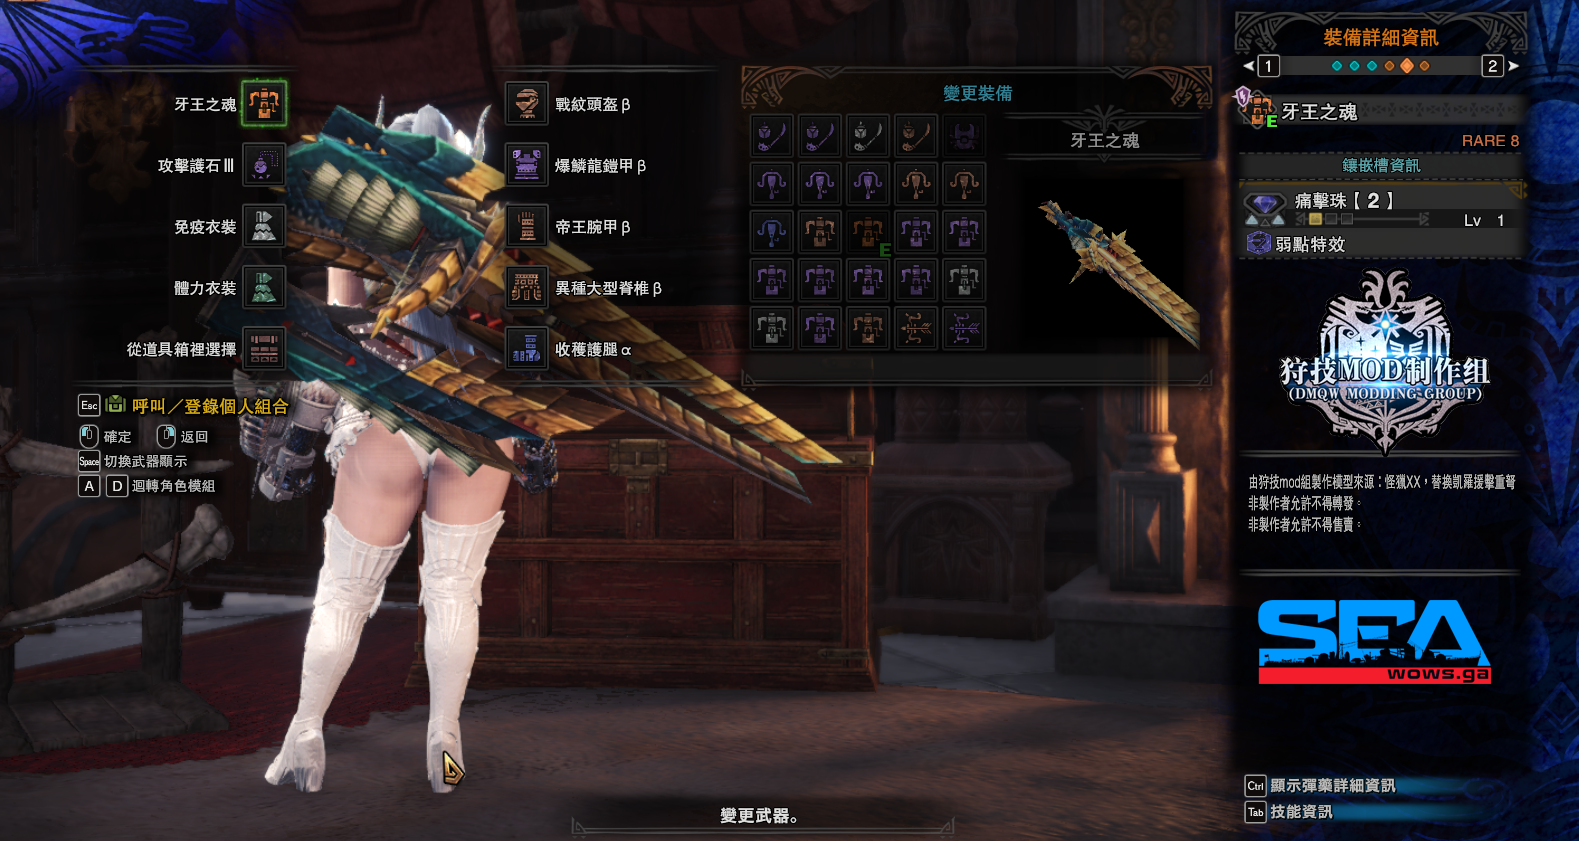 牙王之魂
攻擊護石Ⅲ
免疫衣裝
體力衣裝
從道具箱裡選擇
戰紋頭盔β
爆鱗龍鎧甲β
帝王腕甲β
異種大型脊椎β
收穫護腿α
Esc 呼叫／登錄個人組合
確定 返回
Space 切換武器顯示
A D 迴轉角色模組
變更裝備
牙王之魂
E
變更武器。
裝備詳細資訊
1 2
E 牙王之魂
RARE 8
鑲嵌槽資訊
痛擊珠【2】
Lv 1
弱點特效
狩技MOD制作组
(DMQW MODDING GROUP)
由狩技mod組製作模型來源：怪獵XX，替換凱羅援擊重弩
非製作者允許不得轉發。
非製作者允許不得售賣。
SEA
wows.ga
Ctrl 顯示彈藥詳細資訊
Tab 技能資訊